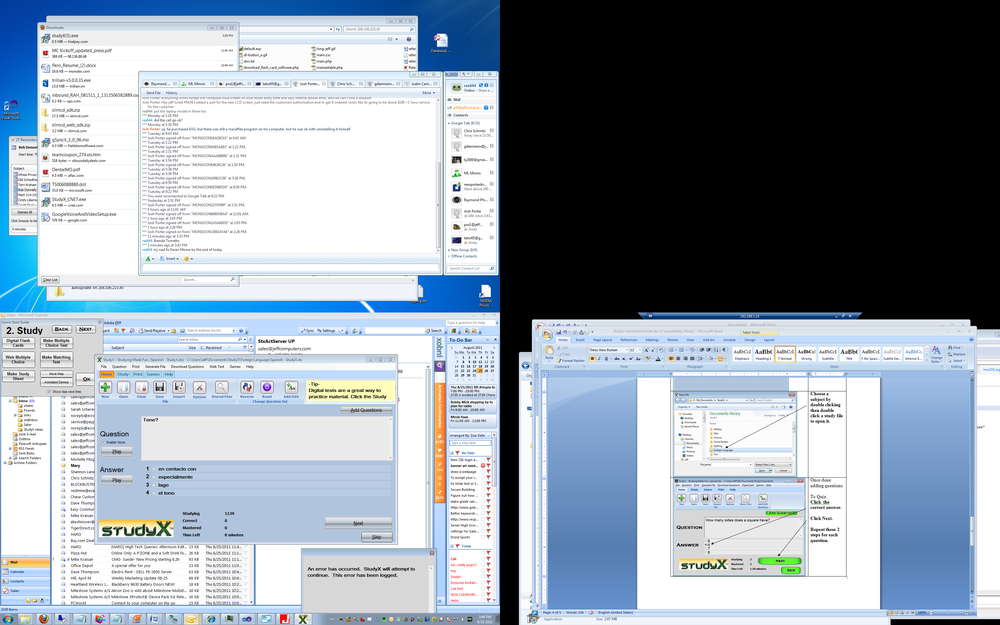 Downloads
studyX(5).exe
6.5 MB — trialpay.com
3:29 PM
MC Kickoff_updated_press.pdf
369 KB — 98.136.86.48
11:45 AM
Pero_Resume_(2).docx
16.6 KB — monster.com
10:49 AM
trillian-v5.0.0.35.exe
13.0 MB — trillian.im
inbound_RAH_081511_1_1313506582889.csv
4.2 KB — ups.com
slimcd_sdk.zip
17.5 MB — slimcd.com
slimcd_web_sdk.zip
3.2 MB — slimcd.com
gSyncit_3_0_96.msi
4.3 MB — fieldstonsoftware.com
teamcoupon_274.xls.htm
518 bytes — stlouisdailydeals.com
DentalMO.pdf
4.5 MB — aflac.com
TS006088880.dot
33.0 KB — microsoft.com
StudyX_CNET.exe
6.5 MB — cnet.com
GoogleVoiceAndVideoSetup.exe
576 KB — google.com
Clear List
Search...
autoupdate on 208.106.223.45
Search 208.106.223.45
default.asp
dl-button_a.gif
doc.txt
download_flash_card_software.php
long-jeff.gif
main.css
main.php
mainastable.php
refer
refer
refer
Relea
Database1....
Microsoft
Visual Stud...
NVIDIA
PhysX ...
27 Reminders
Bob Donnel
Start time: Th
Subject
Whois Privac
Old Schoolho
Terri Kraham
Bob Donnelly
Matt 314-243
Cindy Liberma
Dismiss All
Click Snooze to be
5 minutes
Raymond ...
ML Minnis
pos1@jeffc...
tator05@g...
Josh Porter...
Chris Sch...
gdiermann...
Justin Cern...
Send File
History
More
Josh Porter: everything works except the computer blue screen on shut down every time and says internal power error, and we can't find a solution
Josh Porter: Hey jeff ticket #5439 I added a part for the new LCD screen. just need the customers authorization and to get it ordered. looks like its going to be about $180 +1 hour service
for the customer
rex644: put the laptop model in there too
*** Monday at 1:18 PM
rex644: did the call go ok?
*** Monday at 1:30 PM
Josh Porter: ya, he purchased AVG, but there was still a macaffee program on his computer, but he was ok with uninstalling it himself
*** Tuesday at 9:43 AM
*** Josh Porter signed off from "MONSOON16AD831E" at 9:43 AM.
*** Tuesday at 1:22 PM
*** Josh Porter signed off from "MONSOON4585A4B3" at 1:22 PM.
*** Tuesday at 1:31 PM
*** Josh Porter signed off from "MONSOONAAA9689E" at 1:31 PM.
*** Tuesday at 1:54 PM
*** Josh Porter signed off from "MONSOONE4636126" at 1:54 PM.
*** Tuesday at 5:38 PM
*** Tuesday at 5:38 PM
*** Josh Porter signed off from "MONSOON24962CE8" at 5:38 PM.
*** Tuesday at 8:50 PM
*** Josh Porter signed off from "MONSOON0ED985DD" at 8:50 PM.
*** Tuesday at 9:22 PM
*** You were reconnected to Google Talk at 9:22 PM.
*** Yesterday at 2:51 PM
*** Josh Porter signed off from "MONSOON21FEF99F" at 2:51 PM.
*** 4 hours ago at 11:01 AM
*** Josh Porter signed off from "MONSOON6880D8AA" at 11:01 AM.
*** 1 hour ago at 2:05 PM
*** Josh Porter signed off from "MONSOON2A5A06DD" at 2:05 PM.
*** 1 hour ago at 2:28 PM
*** Josh Porter signed on from "MONSOONCBB3AFA4" at 2:28 PM.
*** 13 minutes ago at 3:33 PM
rex644: Brenda Tornetto
*** 3 minutes ago at 3:43 PM
rex644: try nad fix Karen Moore by the end of today
Insert
rex644
Online - Share a ...
Mail
jeff@jeffcomput... 2
Contacts
Google Talk (9/33)
Chris Schmitz
Away since 11:50...
gdiermann@j...
ly2000@gmai...
ML Minnis
newporterikr...
Have about 200 ...
Raymond Phi...
Josh Porter
Idle since 3:43...
pos1@jeff...
Away
tator05@g...
Away
New Group (0/0)
Offline Contacts
Search Contact List
Inbox - Microsoft Outlook
Quick Start Guide
2. Study
BACK
NEXT
Digital Flash Cards
Make Multiple Choice Test
Web Multiple Choice
Make Matching Test
Make Study Sheet
More Help
Animated Demos
OK
Show tips next time.
Adobe PDF
Type a question for help
Send/Receive
Search address books
Sync
Settings
Search
Search Inbox
Subject
Size
Received
StxActServer UP
sales@jeffcomputers.com
Inbox (53)
chater
Friends
links
oldInbox
Sater
StudyX ideas
Junk E-mail
Outbox
Polesoft Antispam
RSS Feeds
Sent Items
Search Folders
Archive Folders
Mail
Calendar
Contacts
Tasks
3109 Items
sales@jeffcom
sales@jeffcom
Sarah Scherer
noreply@ecra
service@payp
noreply@ecra
sales@jeffcom
sales@jeffcom
sales@jeffcom
sales@jeffcom
Michelle Fitzg
Mary
Shannon Lane
Chris Schmitz
BLOCKBUSTER
redmine@exa
Chase Custom
Dave Thomps
Easy Commun
Mike Kraisan
akeshinover@
TigerDirect.co
HARO
Buy.com Deal
HARO [HARO] High Tech Queries: Afternoon Edit... 15 KB Thu 8/25/2011 11:4...
Pizza Hut Online Only: A P'ZONE and a Soft Drink fo... 26 KB Thu 8/25/2011 11:1...
Mike Kraisan CMG- Suede- New Pricing starting 8.26 93 KB Thu 8/25/2011 11:1...
Office Depot A special offer for you 23 KB Thu 8/25/2011 11:0...
Dave Thompson Electro Rent - DELL PE-2850 Server 63 KB Thu 8/25/2011 10:4...
Hill, April M Weekly Marketing Update 08-25 68 KB Thu 8/25/2011 10:4...
Heartland Wireless L... Blackberry 9630 Battery Doors NEW! 18 KB Thu 8/25/2011 10:2...
Milestone Systems A/S Akron Zoo is wild about Milestone-MobiD... 18 KB Thu 8/25/2011 10:2...
Milestone Systems A/S Milestone XProtect® Device Pack 5.6 Rele... 16 KB Thu 8/25/2011 10:0...
PCWorld Connect to your computer on the go 15 KB Thu 8/25/2011 10:0...
StudyX - Studying Made Fun. (Spanish - StudyX.stx) - C:\Users\Jeff\Documents\StudyX\Foreign Language\Spanish - StudyX.stx
File Question Print Generate File Download Questions Web Test Games Help
Home Study Print Games Help
New Open Close Save Import Options Shared Files
File
Reverse Reset Add/Edit
Change Question Set
-Tip-
Digital tests are a great way to
practice material. Click the Study
Add Questions
Question
Enable Voice
Play
Tone?
Answer
Play
1 en contacto con
2 especialmente
3 lago
4 el tono
Studying 1139
Correct 0
Mastered 0
Time Left 0 minutes
studyX™
Next
Skip
An error has occurred. StudyX will attempt to
continue. This error has been logged.
xobni
Activation Confirmation
6185
6887
114
0
2075
To-Do Bar
August 2011
Su Mo Tu We Th Fr Sa
31 1 2 3 4 5 6
7 8 9 10 11 12 13
14 15 16 17 18 19 20
21 22 23 24 25 26 27
28 29 30 31 1 2 3
4 5 6 7 8 9 10
Thu 8/25/2011 Rft Artopia tic
7:00 PM - 10:00 PM
2720 is located at 2720 Chero
Bobby Mick stopping by to
plan for radio
Fri 9:00 AM - 10:00 AM
Mindi Haas
Fri 11:00 AM - 12:00 PM
Arranged By: Due Date
Type a new task
No Date
New CID login a...
banner art need...
draw a webpage
To accept your i...
fix Wide text in S...
Secure Building
Figure out how ...
make grade calc...
http://www.gob...
Better keywords ...
http://www.resp...
Server High Scor...
settings for Gam...
Droid Sports
Today
Call
Ad...really pops!!!
hey
StudyX
Exclusive Invitati...
Call Dell
NEW CLEARWIR...
Hello
3:46 PM
8/25/2011
192.168.1.14
Document2 - Microsoft Word
StudyX-installationGuide.doc [Compatibility Mode] - Microsoft Word
Table Tools
Home Insert Page Layout References Mailings Review View Add-Ins Acrobat Design Layout
Paste
Cut
Copy
Format Painter
Clipboard
Times New Roman 12
Font
Paragraph
Emphasis
Heading 1
¶ Normal
Strong
Subtitle
Title
¶ No Spaci...
Subtle Em...
Intense E...
Styles
Change Styles
Find
Replace
Select
Editing
InnoIDE.org
Open File
My Documents StudyX
Search StudyX
Organize New folder
Favorites
Desktop
Downloads
Recent Places
Desktop
Libraries
Documents
Music
Pictures
Videos
Jeff
Documents library
StudyX
Arrange by: Folder
Name
Military
Misc
Science
Social Studies
Spelling
Foreign Language
Fun
File name:
StudyX Files (*.stx)
Open
Cancel
Choose a
subject by
double clicking
then double
click a study file
to open it.
StudyX - Studying Made Fun. (special.stx) - C:\Users\Jeff\My Documents\StudyX\special.stx
File Question Print Generate File Download Questions Digital Test Games Help
Home Study Games Print Help
New Open Save Import Options Share Files Add/Edit
File Question
ADD QUESTIONS
QUESTION
How many sides does a square have?
ANSWER
6
4
7
8
studyX
Studying 2
Mastered 2
Time Left 1.50 minutes
NEXT
SKIP
Once done
adding questions:
To Quiz:
Click the
correct answer.
Click Next.
Repeat these 2
steps for each
question.
Page: 4 of 5
Words: 154
English (United States)
100%
Application
Size: 2.07 MB